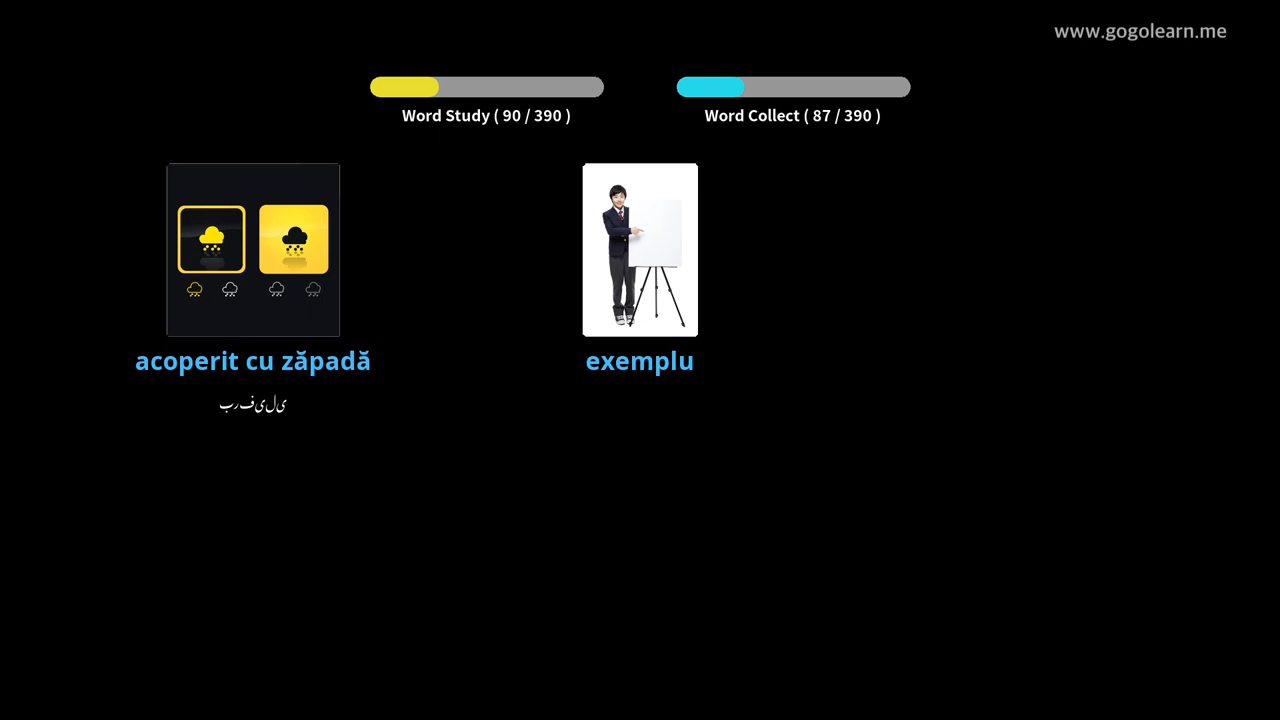 www.gogolearn.me
Word Study ( 90 / 390 )
Word Collect ( 87 / 390 )
acoperit cu zăpadă
exemplu
برفیلی